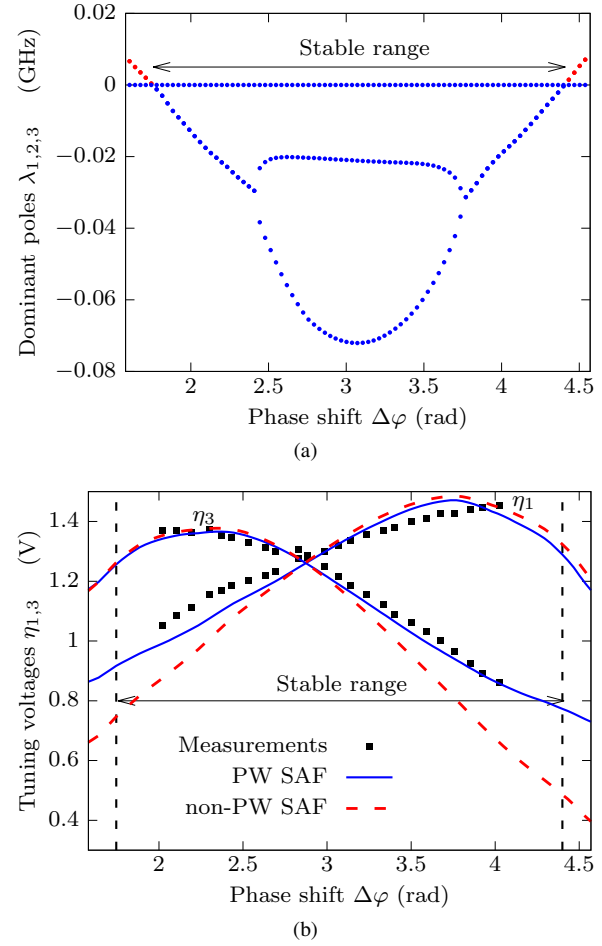 0.02
0
−0.02
−0.04
−0.06
−0.08
Dominant poles λ1,2,3 (GHz)
Stable range
2 2.5 3 3.5 4 4.5
Phase shift Δφ (rad)
(a)
1.4
1.2
1
0.8
0.6
0.4
Tuning voltages η1,3 (V)
η3
η1
Stable range
Measurements
PW SAF
non-PW SAF
2 2.5 3 3.5 4 4.5
Phase shift Δφ (rad)
(b)